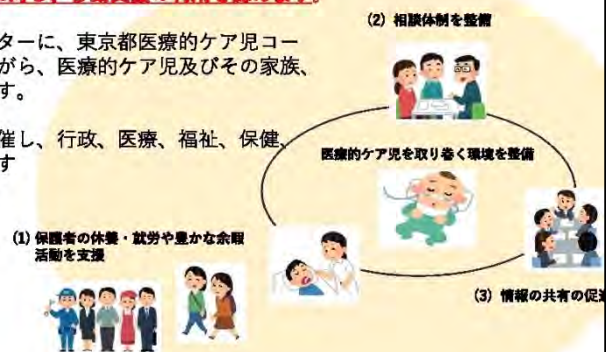 (2) 相談体制を整備
ターに、東京都医療的ケア児コー
がら、医療的ケア児及びその家族、
す。
催し、行政、医療、福祉、保健、
す
医療的ケア児を取り巻く環境を整備
(1) 保護者の休養・就労や豊かな余暇
活動を支援
(3) 情報の共有の促進